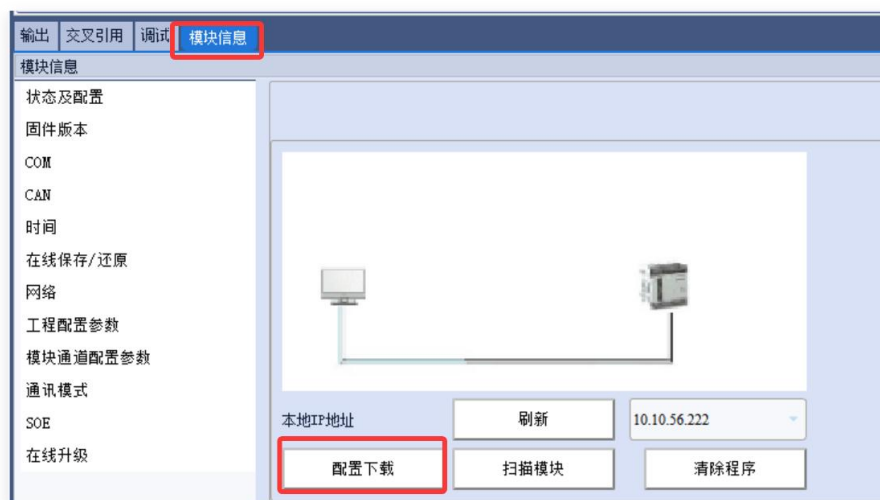 输出 交叉引用 调试 模块信息
模块信息
状态及配置
固件版本
COM
CAN
时间
在线保存/还原
网络
工程配置参数
模块通道配置参数
通讯模式
SOE
在线升级
本地IP地址 刷新 10.10.56.222
配置下载 扫描模块 清除程序